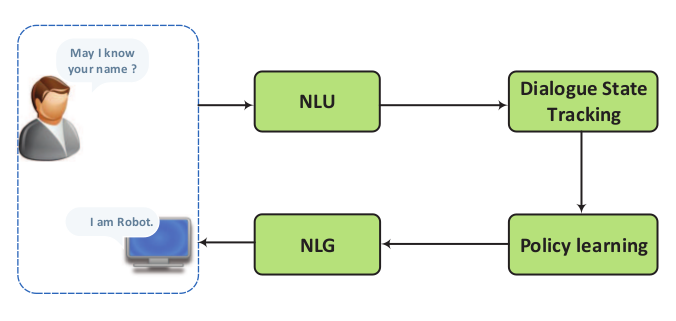 May I know
your name ?
NLU
Dialogue State
Tracking
I am Robot.
NLG
Policy learning